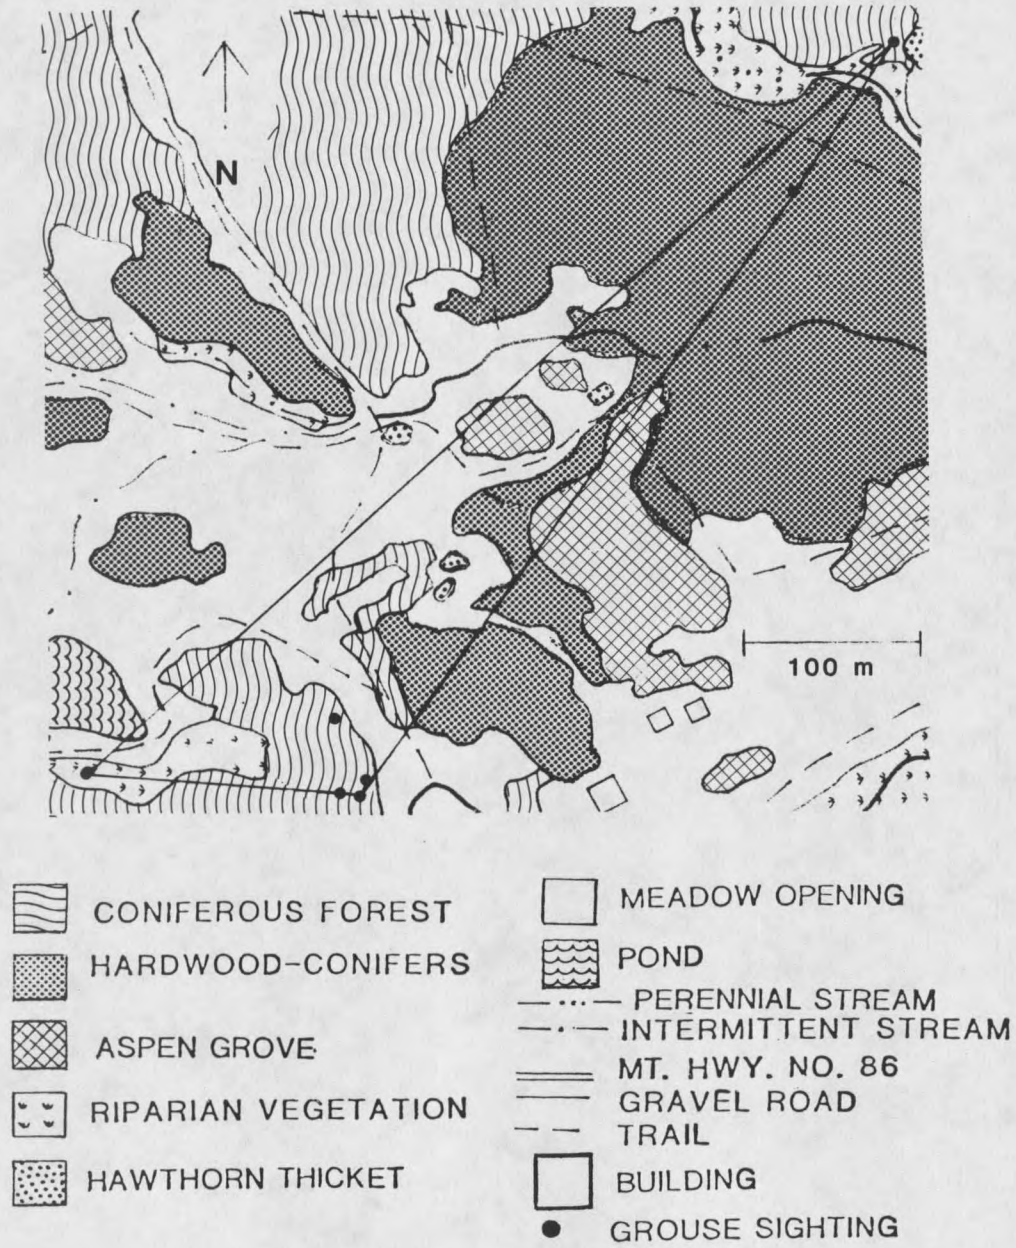 N
100 m
CONIFEROUS FOREST
HARDWOOD-CONIFERS
ASPEN GROVE
RIPARIAN VEGETATION
HAWTHORN THICKET
MEADOW OPENING
POND
PERENNIAL STREAM
INTERMITTENT STREAM
MT. HWY. NO. 86
GRAVEL ROAD
TRAIL
BUILDING
GROUSE SIGHTING